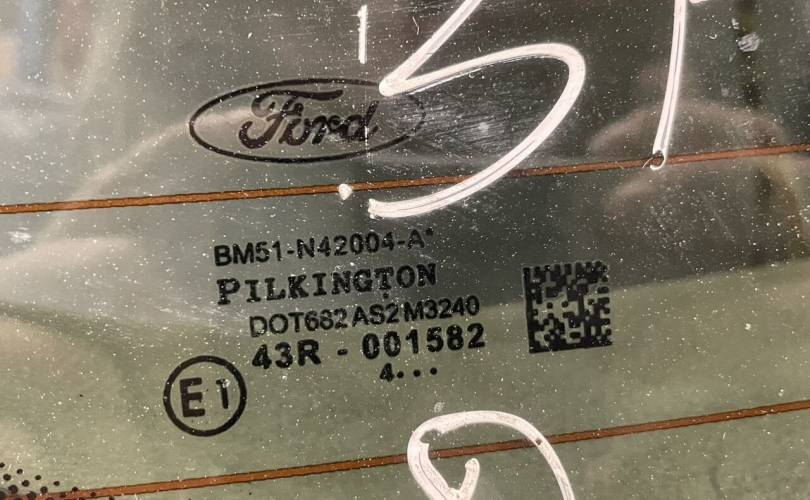 Ford
BM51-N42004-A*
PILKINGTON
DOT682 AS2 M3240
43R - 001582
4...
E1